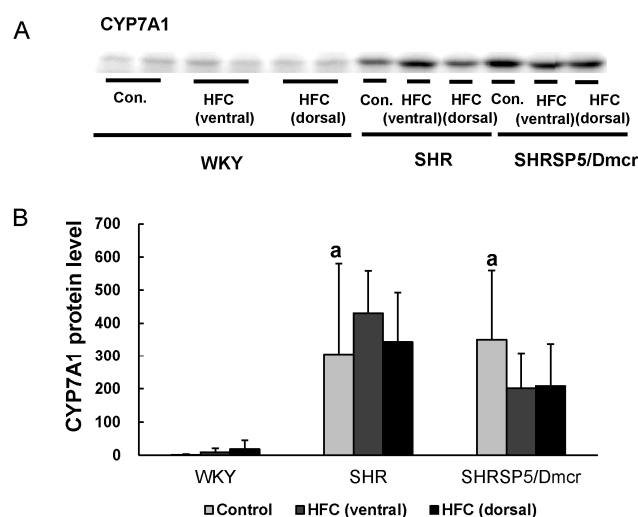 A
CYP7A1
Con. HFC (ventral) HFC (dorsal) Con. HFC (ventral) HFC (dorsal) Con. HFC (ventral) HFC (dorsal)
WKY SHR SHRSP5/Dmcr
B
CYP7A1 protein level
700
600
500
400
300
200
100
0
a
a
WKY SHR SHRSP5/Dmcr
Control HFC (ventral) HFC (dorsal)